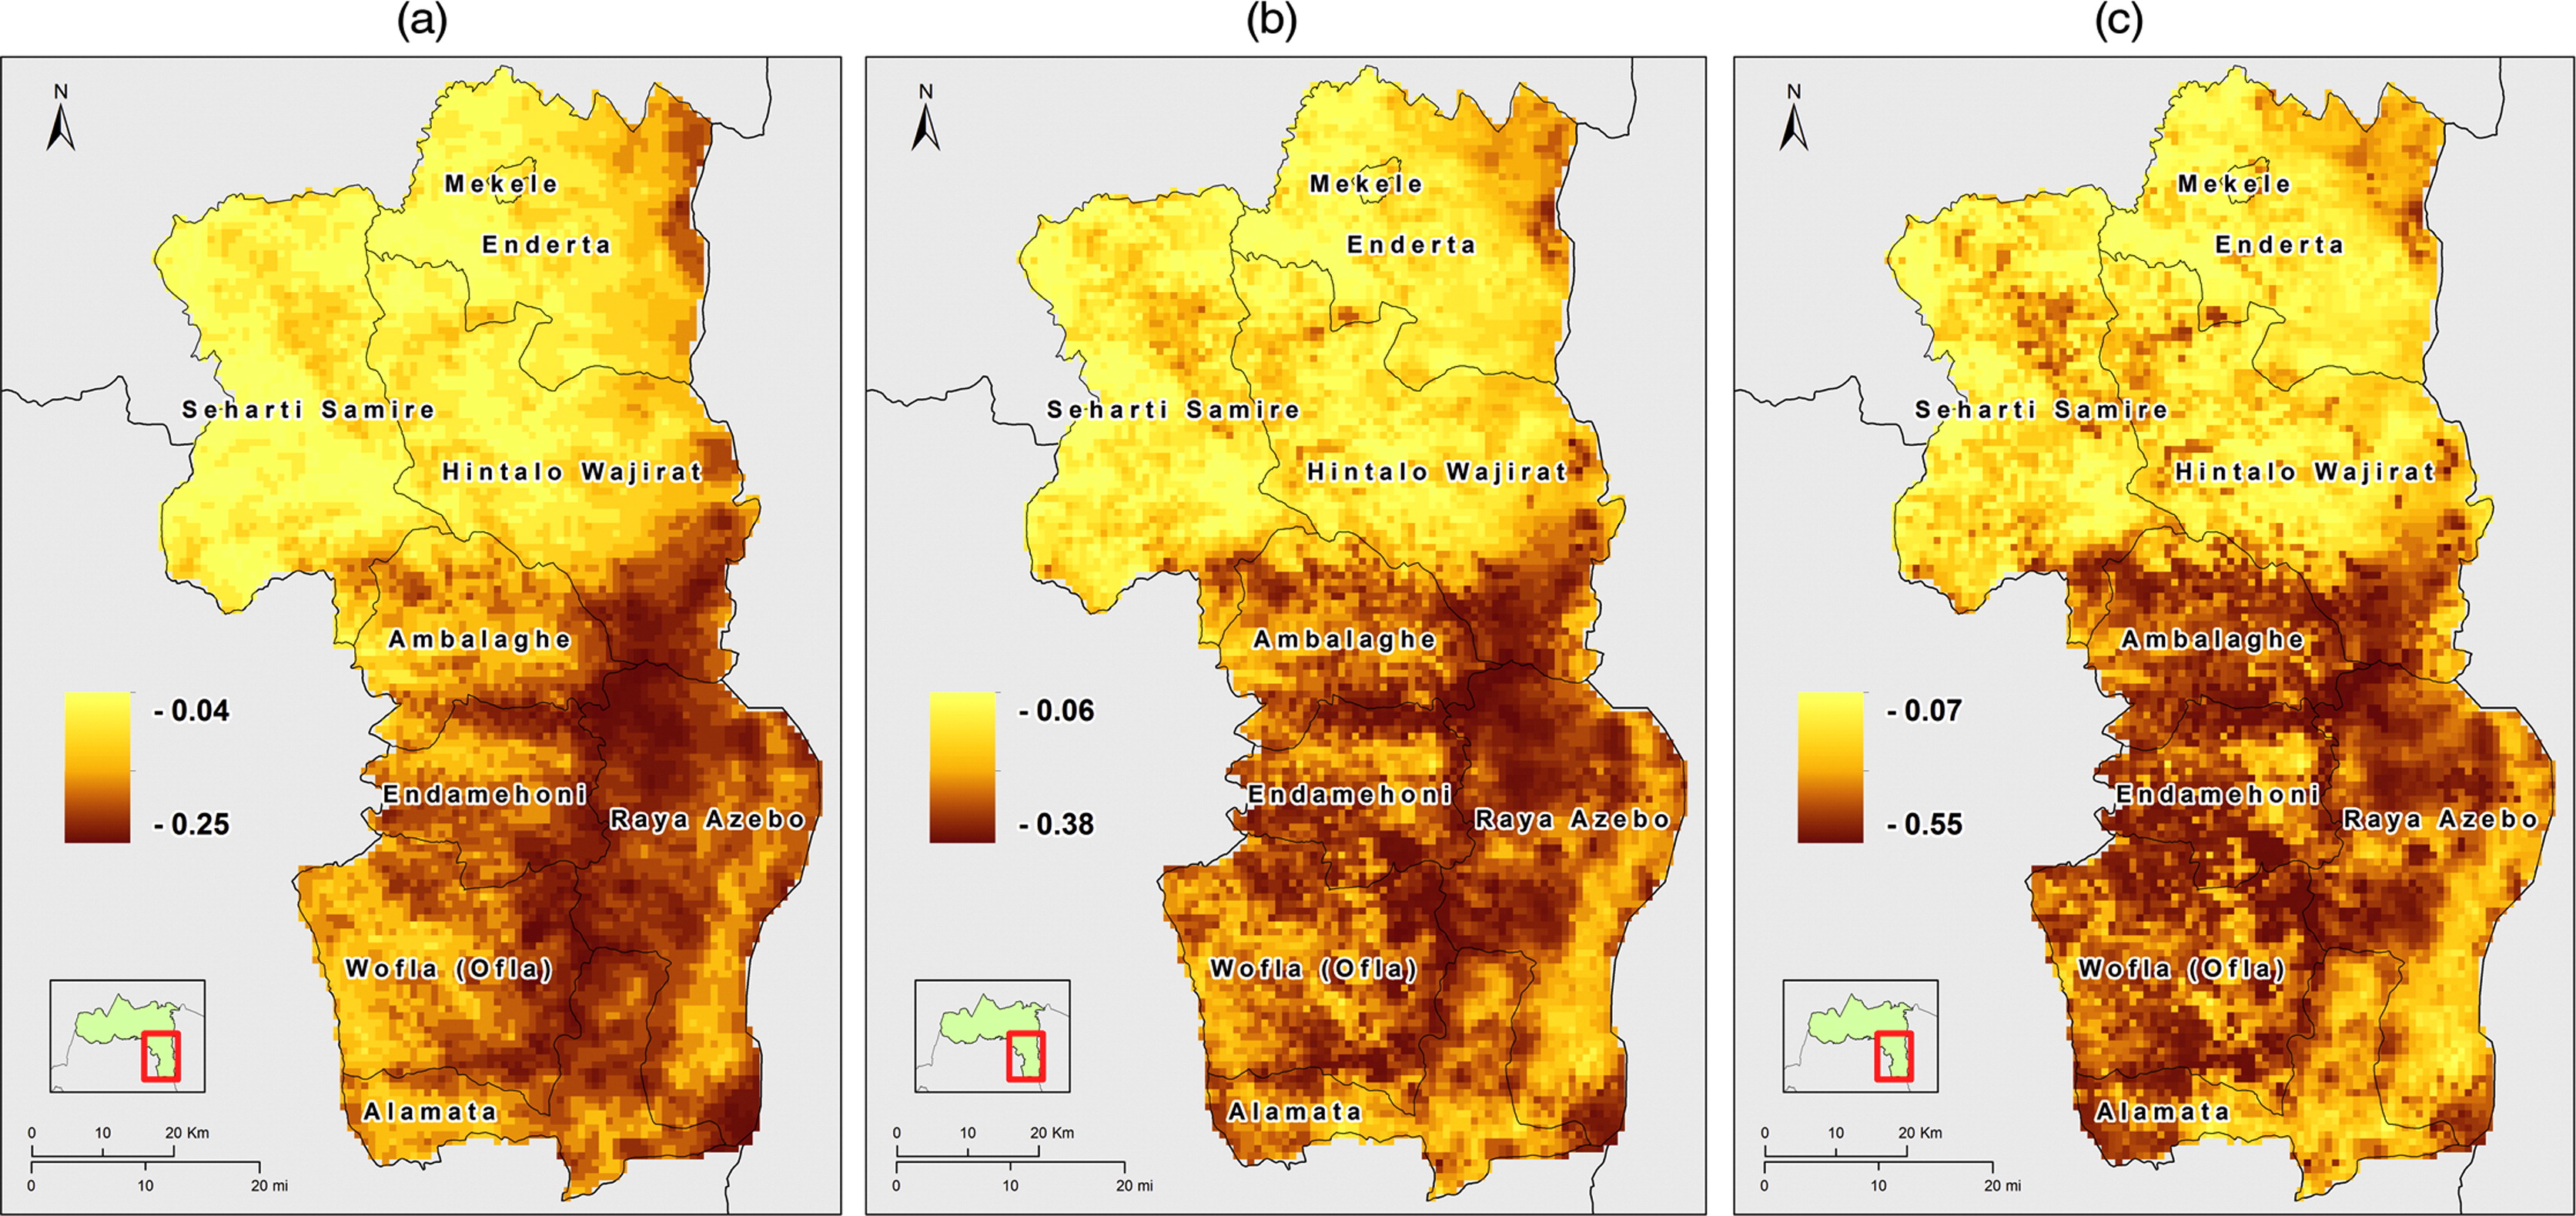 (a)
N
Mekele
Enderta
Seharti Samire
Hintalo Wajirat
Ambalaghe
- 0.04
- 0.25
Endamehoni
Raya Azebo
Wofla (Ofla)
Alamata
0 10 20 Km
0 10 20 mi
(b)
N
Mekele
Enderta
Seharti Samire
Hintalo Wajirat
Ambalaghe
- 0.06
- 0.38
Endamehoni
Raya Azebo
Wofla (Ofla)
Alamata
0 10 20 Km
0 10 20 mi
(c)
N
Mekele
Enderta
Seharti Samire
Hintalo Wajirat
Ambalaghe
- 0.07
- 0.55
Endamehoni
Raya Azebo
Wofla (Ofla)
Alamata
0 10 20 Km
0 10 20 mi